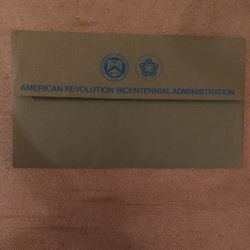 AMERICAN REVOLUTION BICENTENNIAL ADMINISTRATION